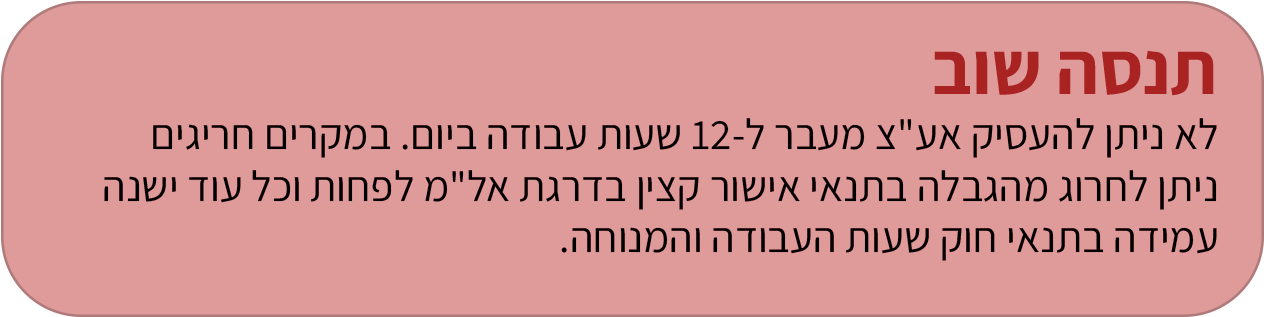 תנסה שוב
לא ניתן להעסיק אע"צ מעבר ל-12 שעות עבודה ביום. במקרים חריגים
ניתן לחרוג מהגבלה בתנאי אישור קצין בדרגת אל"מ לפחות וכל עוד ישנה
עמידה בתנאי חוק שעות העבודה והמנוחה.